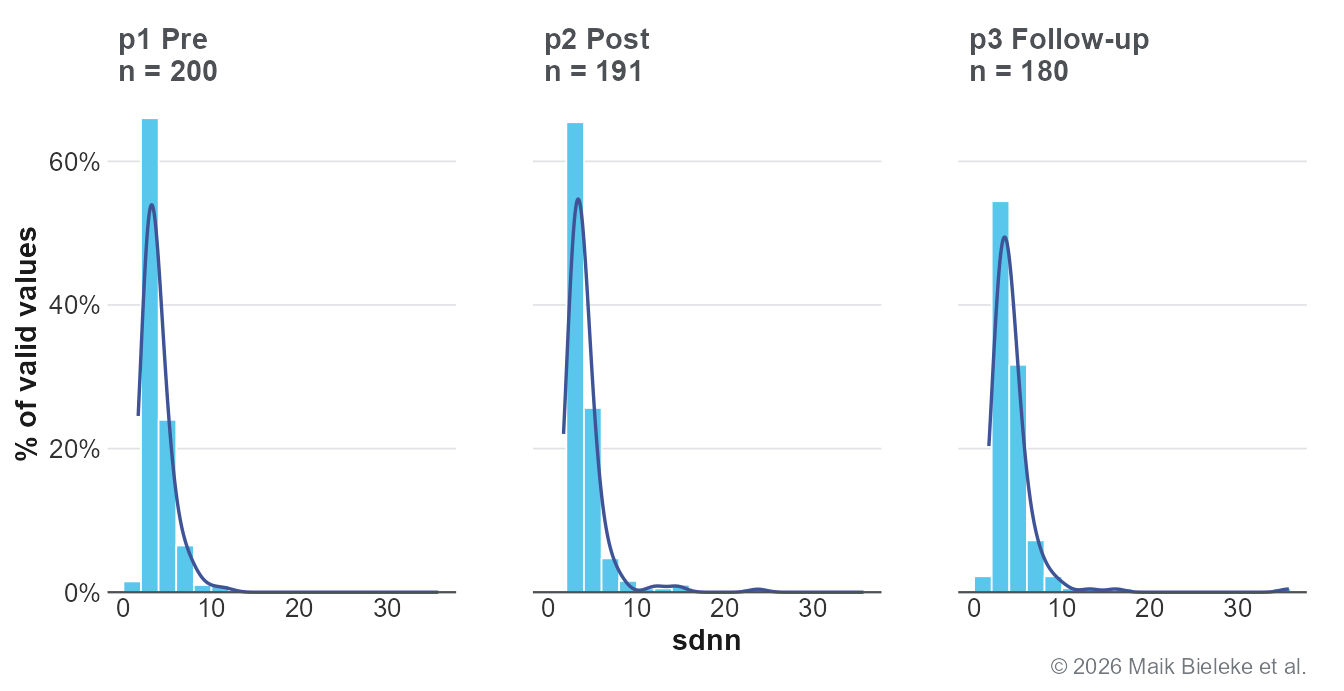 p1 Pre
n = 200
p2 Post
n = 191
p3 Follow-up
n = 180
% of valid values
60%
40%
20%
0%
0 10 20 30
0 10 20 30
0 10 20 30
sdnn
© 2026 Maik Bieleke et al.